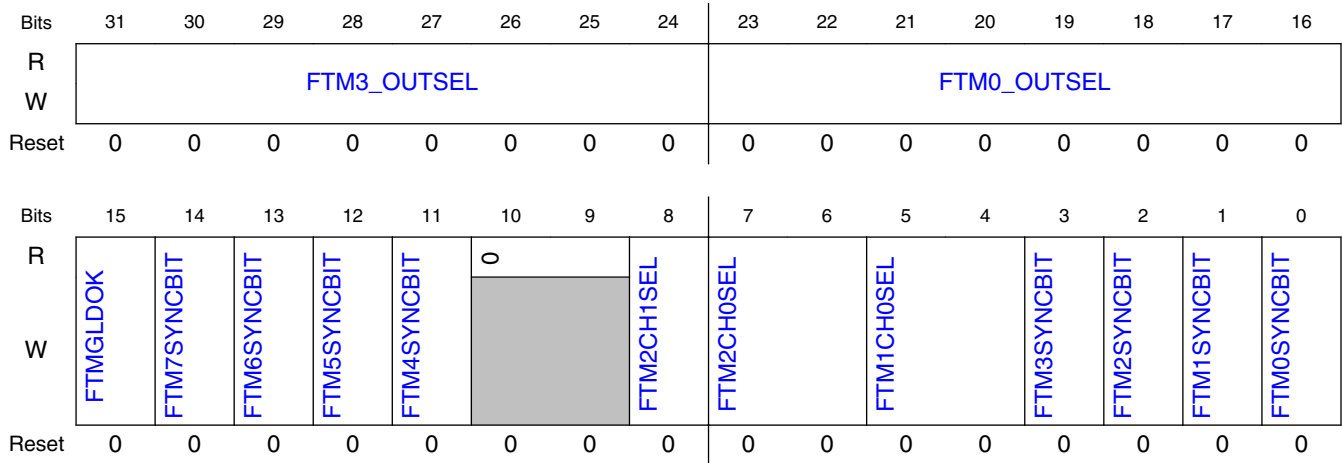 Bits 31 30 29 28 27 26 25 24 23 22 21 20 19 18 17 16
R
FTM3_OUTSEL FTM0_OUTSEL
W
Reset 0 0 0 0 0 0 0 0 0 0 0 0 0 0 0 0
Bits 15 14 13 12 11 10 9 8 7 6 5 4 3 2 1 0
R 0
FTMGLDOK FTM7SYNCBIT FTM6SYNCBIT FTM5SYNCBIT FTM4SYNCBIT FTM2CH1SEL FTM2CH0SEL FTM1CH0SEL FTM3SYNCBIT FTM2SYNCBIT FTM1SYNCBIT FTM0SYNCBIT
W
Reset 0 0 0 0 0 0 0 0 0 0 0 0 0 0 0 0